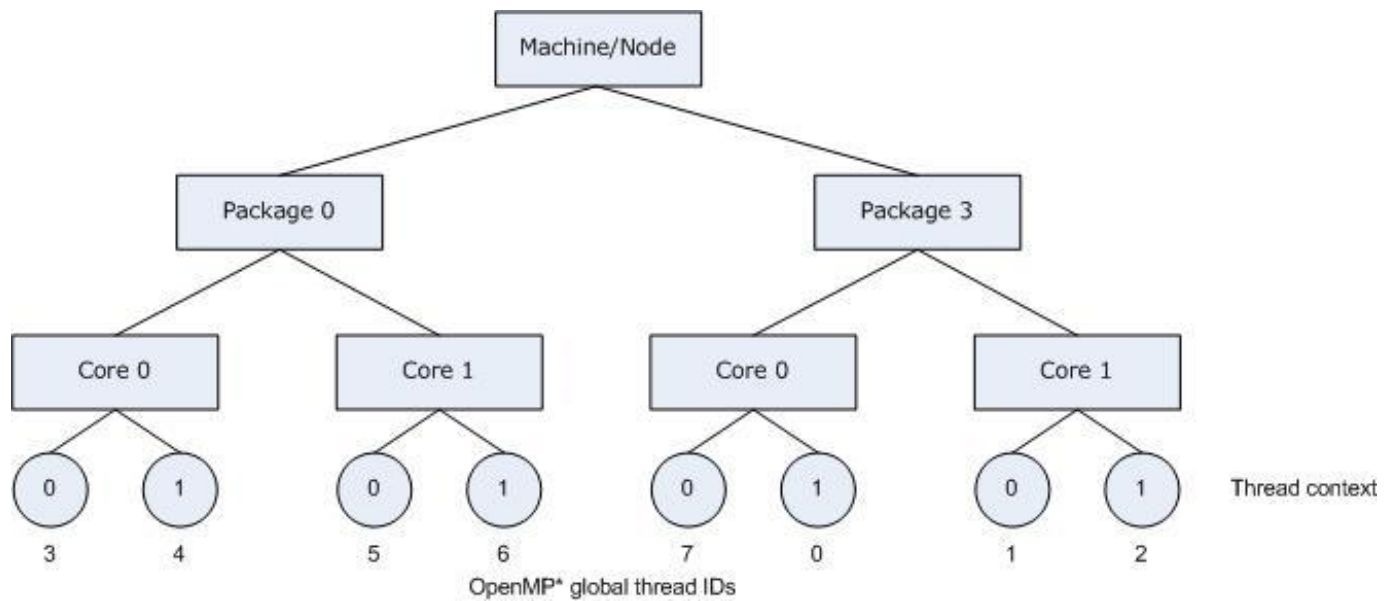 Machine/Node
Package 0
Package 3
Core 0
Core 1
Core 0
Core 1
0 1 0 1 0 1 0 1 Thread context
3 4 5 6 7 0 1 2
OpenMP* global thread IDs